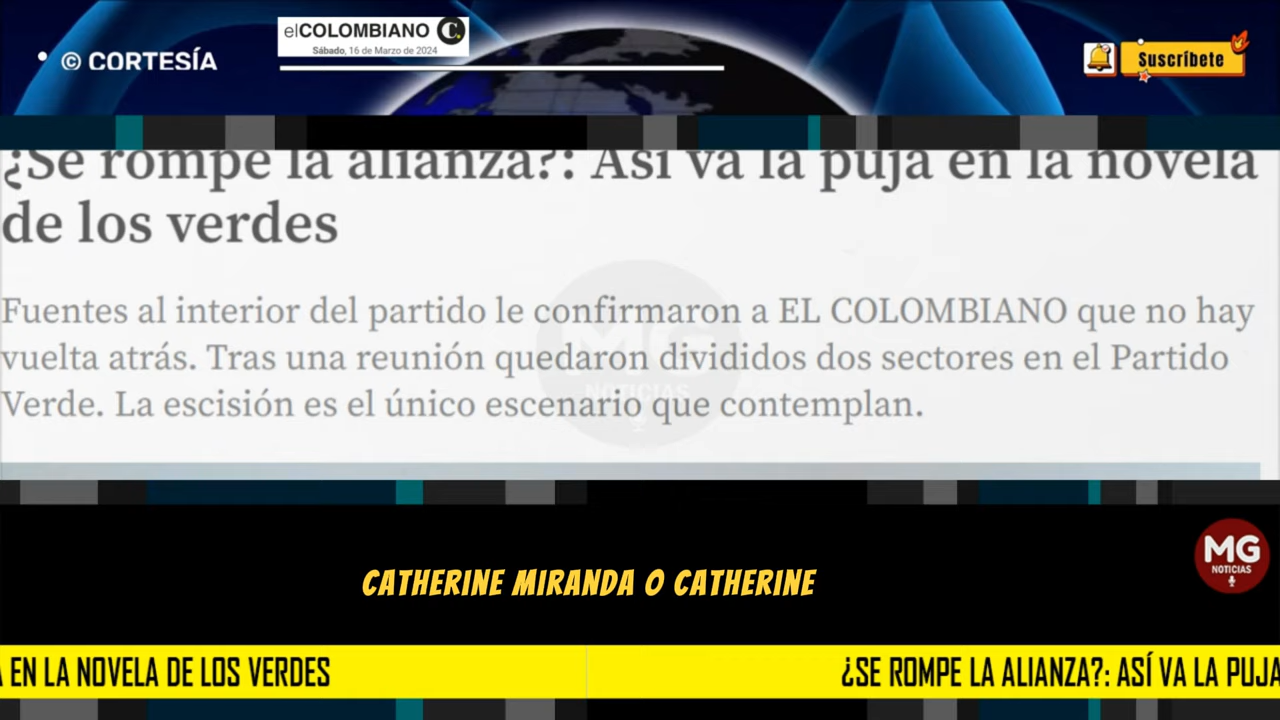 elCOLOMBIANO C.
Sábado, 16 de Marzo de 2024
© CORTESÍA
Suscríbete
¿Se rompe la alianza?: Así va la puja en la novela
de los verdes
Fuentes al interior del partido le confirmaron a EL COLOMBIANO que no hay
vuelta atrás. Tras una reunión quedaron divididos dos sectores en el Partido
Verde. La escisión es el único escenario que contemplan.
MG
NOTICIAS
CATHERINE MIRANDA O CATHERINE
MG
NOTICIAS
A EN LA NOVELA DE LOS VERDES
¿SE ROMPE LA ALIANZA?: ASÍ VA LA PUJA